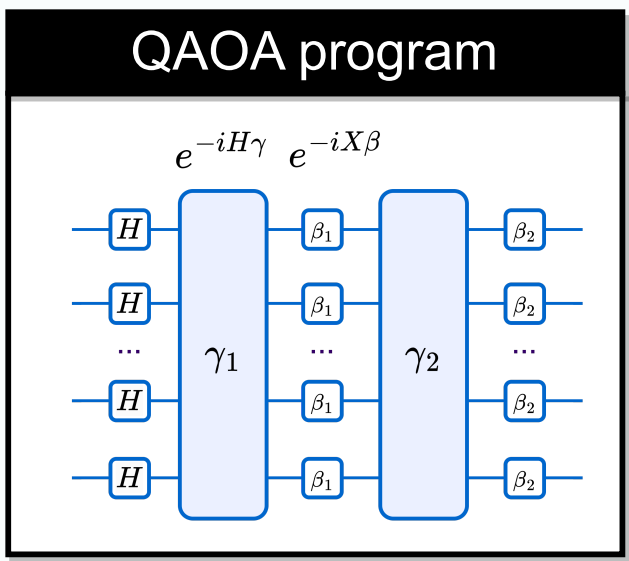 QAOA program
e^{-iHγ} e^{-iXβ}
H β₁ β₂
H β₁ β₂
... ... ...
γ₁ γ₂
H β₁ β₂
H β₁ β₂